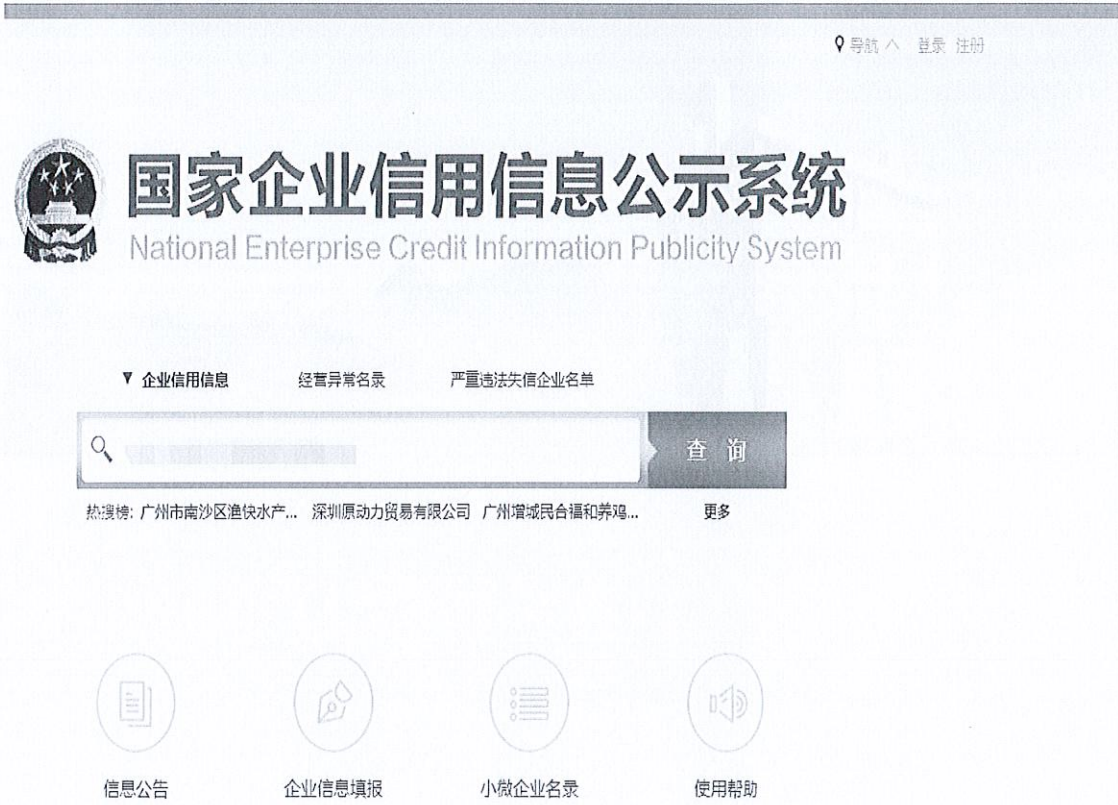 导航 登录 注册
国家企业信用信息公示系统
National Enterprise Credit Information Publicity System
企业信用信息 经营异常名录 严重违法失信企业名单
查询
热搜榜: 广州市南沙区渔快水产... 深圳原动力贸易有限公司 广州增城民合福和养鸡... 更多
信息公告 企业信息填报 小微企业名录 使用帮助